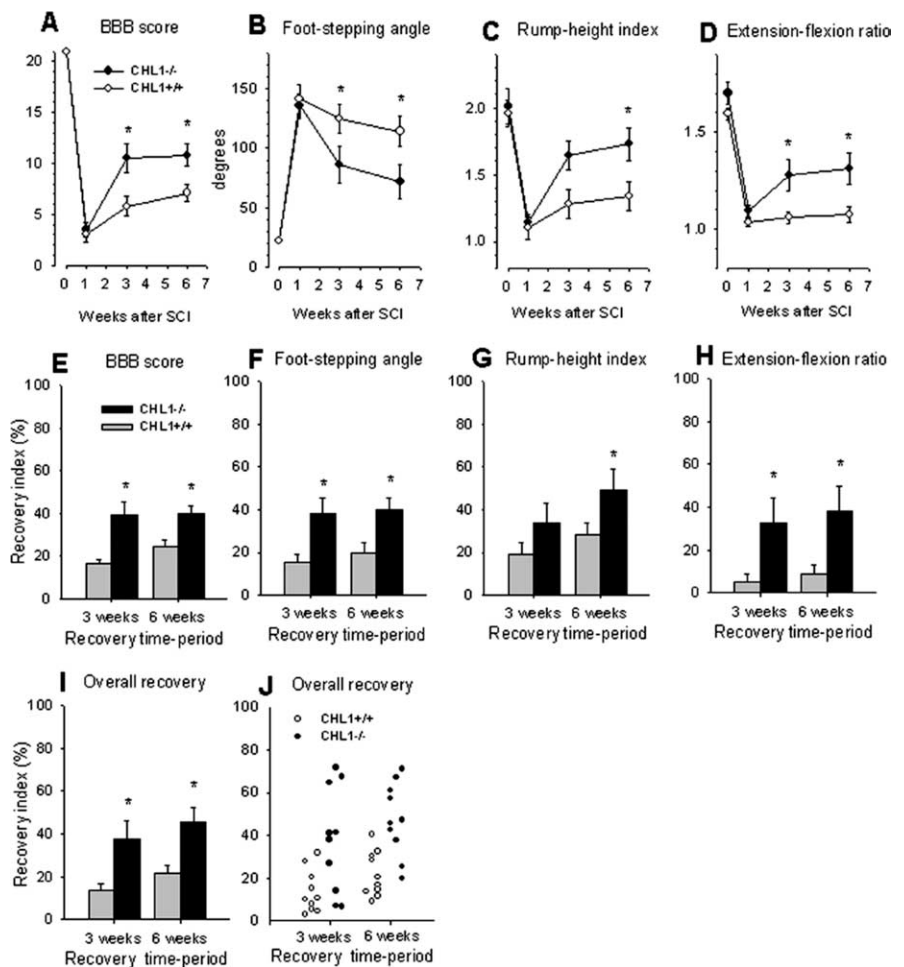 A BBB score
20
15
10
5
0
CHL1-/-
CHL1+/+
*
*
0 1 2 3 4 5 6 7
Weeks after SCI
B Foot-stepping angle
degrees
150
100
50
0
*
*
0 1 2 3 4 5 6 7
Weeks after SCI
C Rump-height index
2.0
1.5
1.0
*
0 1 2 3 4 5 6 7
Weeks after SCI
D Extension-flexion ratio
1.5
1.0
*
*
0 1 2 3 4 5 6 7
Weeks after SCI
E BBB score
Recovery index (%)
100
80
60
40
20
0
CHL1-/-
CHL1+/+
*
*
3 weeks 6 weeks
Recovery time-period
F Foot-stepping angle
100
80
60
40
20
0
*
*
3 weeks 6 weeks
Recovery time-period
G Rump-height index
100
80
60
40
20
0
*
3 weeks 6 weeks
Recovery time-period
H Extension-flexion ratio
100
80
60
40
20
0
*
*
3 weeks 6 weeks
Recovery time-period
I Overall recovery
Recovery index (%)
100
80
60
40
20
0
*
*
3 weeks 6 weeks
Recovery time-period
J Overall recovery
100
80
60
40
20
0
CHL1+/+
CHL1-/-
3 weeks 6 weeks
Recovery time-period